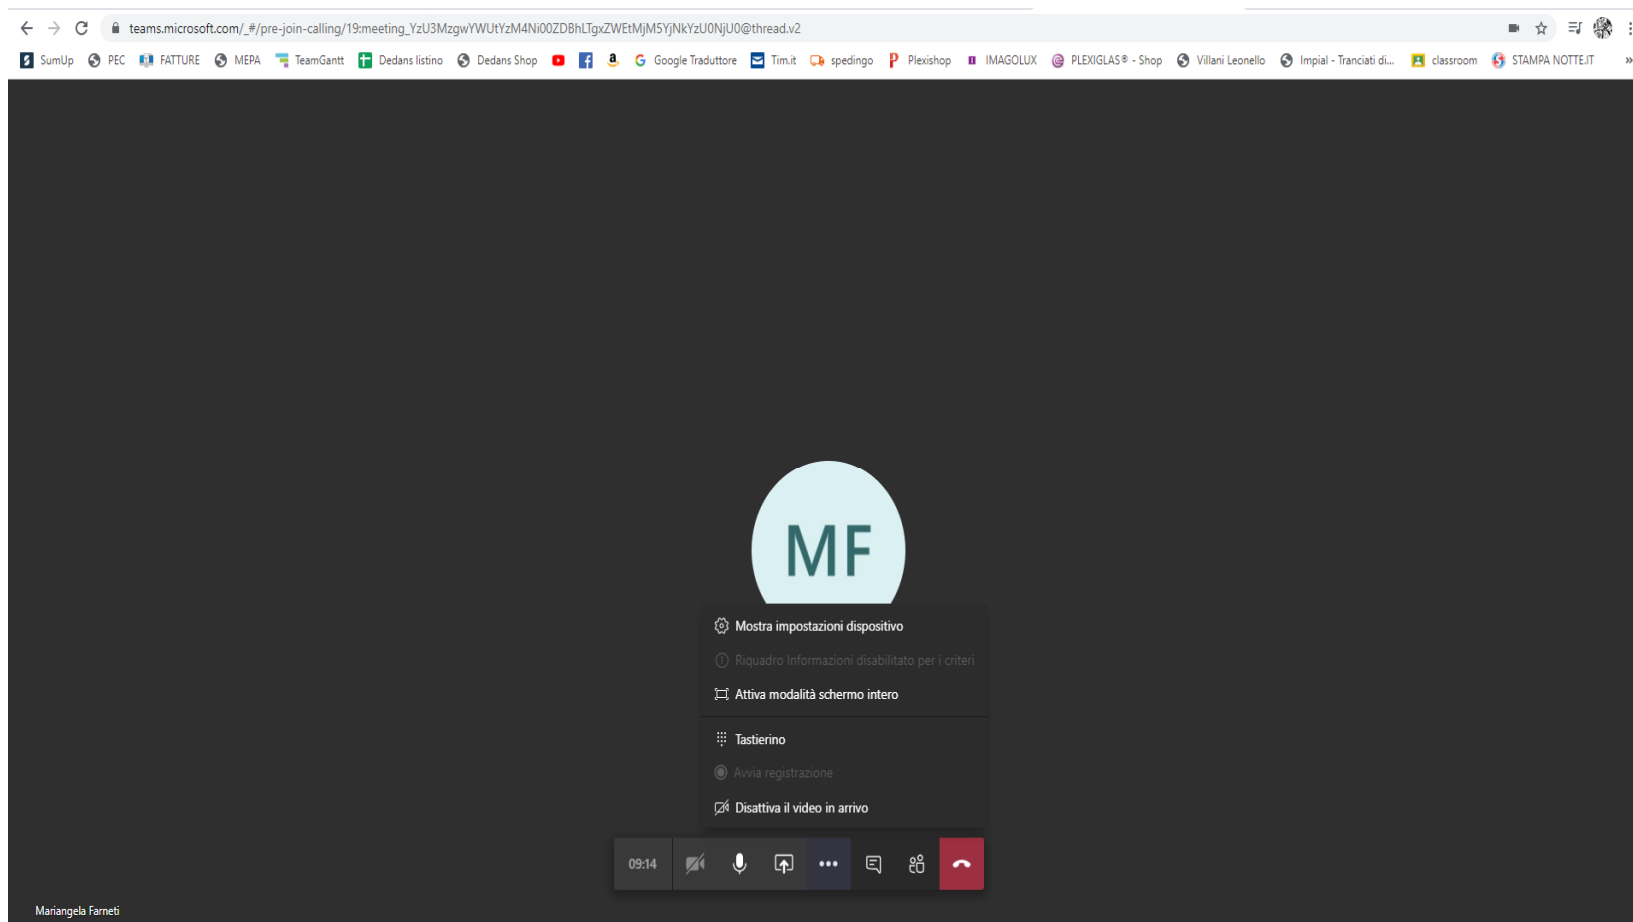 teams.microsoft.com/_#/pre-join-calling/19:meeting_YzU3MzgwYWUtYzM4Ni00ZDBhLTgxZWEtMjM5YjNkYzU0NjU0@thread.v2
SumUp PEC FATTURE MEPA TeamGantt Dedans listino Dedans Shop Google Traduttore Tim.it spedingo Plexishop IMAGOLUX PLEXIGLAS® - Shop Villani Leonello Impial - Tranciati di... classroom STAMPA NOTTE.IT »
MF
Mostra impostazioni dispositivo
Riquadro Informazioni disabilitato per i criteri
Attiva modalità schermo intero
Tastierino
Avvia registrazione
Disattiva il video in arrivo
09:14
Mariangela Farneti